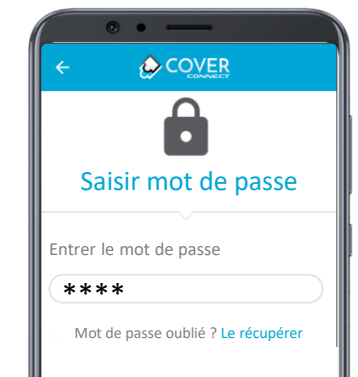 COVER
CONNECT
Saisir mot de passe
Entrer le mot de passe
****
Mot de passe oublié ? Le récupérer